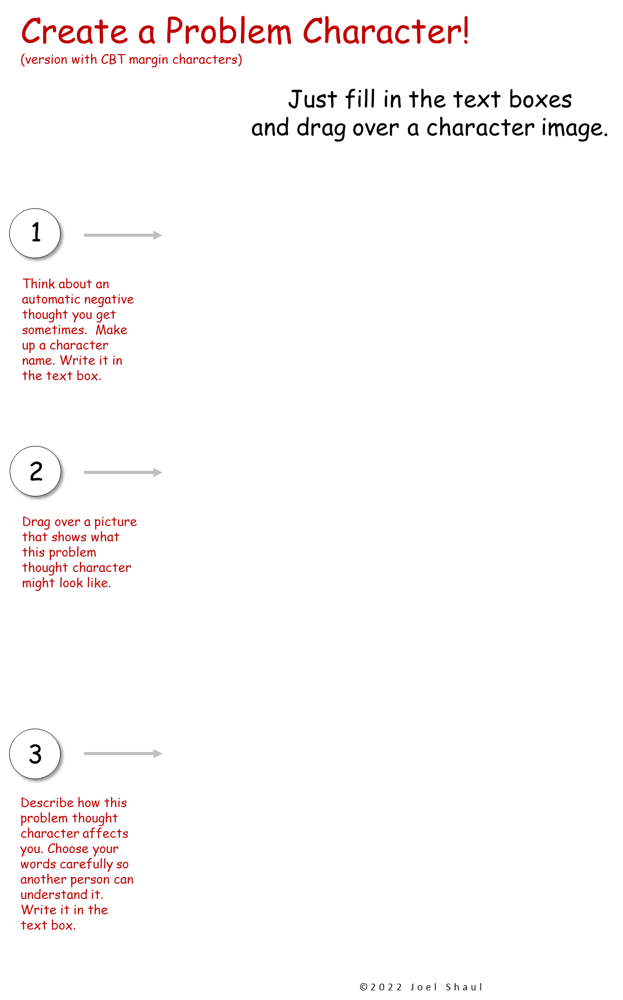 Create a Problem Character!
(version with CBT margin characters)
Just fill in the text boxes
and drag over a character image.
1
Think about an
automatic negative
thought you get
sometimes.  Make
up a character
name. Write it in
the text box.
2
Drag over a picture
that shows what
this problem
thought character
might look like.
3
Describe how this
problem thought
character affects
you. Choose your
words carefully so
another person can
understand it.
Write it in the
text box.
©2022 Joel Shaul